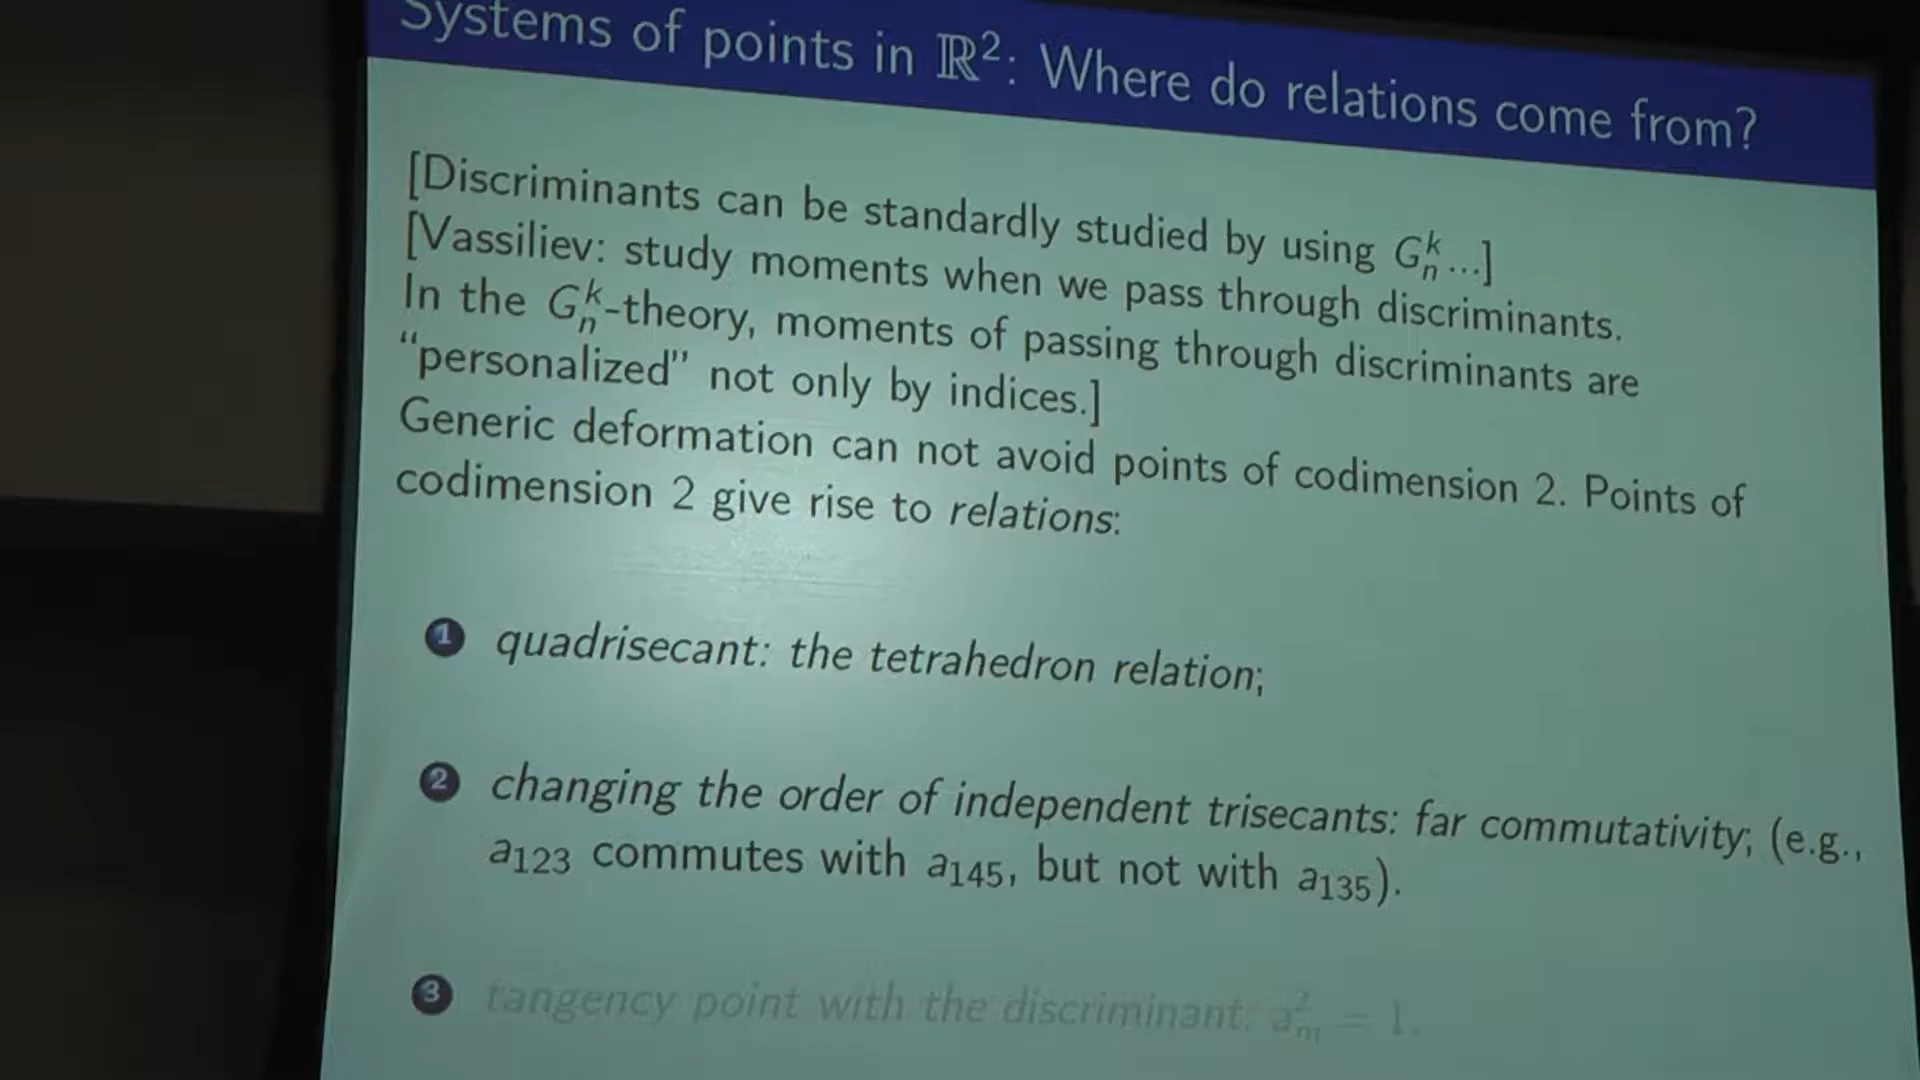 Systems of points in ℝ²: Where do relations come from?
[Discriminants can be standardly studied by using Gₙᵏ...]
[Vassiliev: study moments when we pass through discriminants.
In the Gₙᵏ-theory, moments of passing through discriminants are
“personalized” not only by indices.]
Generic deformation can not avoid points of codimension 2. Points of
codimension 2 give rise to relations:
1 quadrisecant: the tetrahedron relation;
2 changing the order of independent trisecants: far commutativity; (e.g.,
a₁₂₃ commutes with a₁₄₅, but not with a₁₃₅).
3 tangency point with the discriminant: aₘ² = 1.